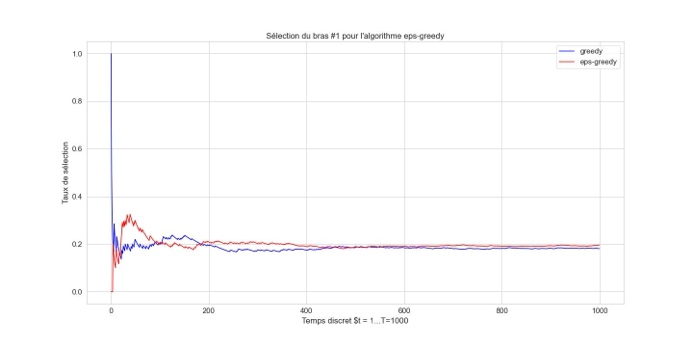 Sélection du bras #1 pour l'algorithme eps-greedy
greedy
eps-greedy
Taux de sélection
1.0
0.8
0.6
0.4
0.2
0.0
0 200 400 600 800 1000
Temps discret $t = 1...T=1000